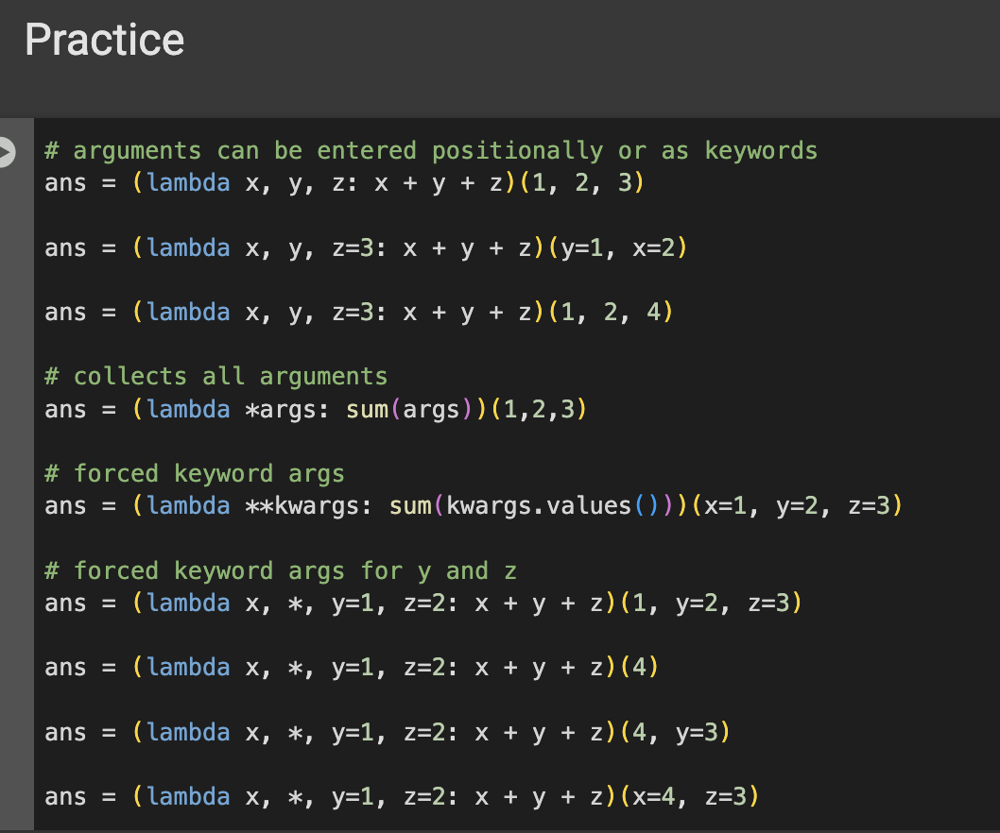 Practice
# arguments can be entered positionally or as keywords
ans = (lambda x, y, z: x + y + z)(1, 2, 3)
ans = (lambda x, y, z=3: x + y + z)(y=1, x=2)
ans = (lambda x, y, z=3: x + y + z)(1, 2, 4)
# collects all arguments
ans = (lambda *args: sum(args))(1,2,3)
# forced keyword args
ans = (lambda **kwargs: sum(kwargs.values()))(x=1, y=2, z=3)
# forced keyword args for y and z
ans = (lambda x, *, y=1, z=2: x + y + z)(1, y=2, z=3)
ans = (lambda x, *, y=1, z=2: x + y + z)(4)
ans = (lambda x, *, y=1, z=2: x + y + z)(4, y=3)
ans = (lambda x, *, y=1, z=2: x + y + z)(x=4, z=3)